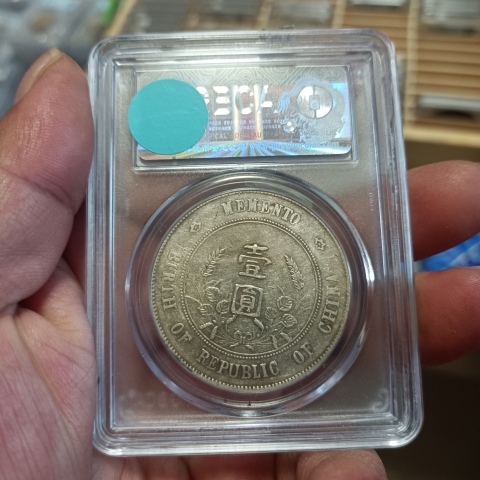 MEMENTO
壹
圓
BIRTH OF REPUBLIC OF CHINA